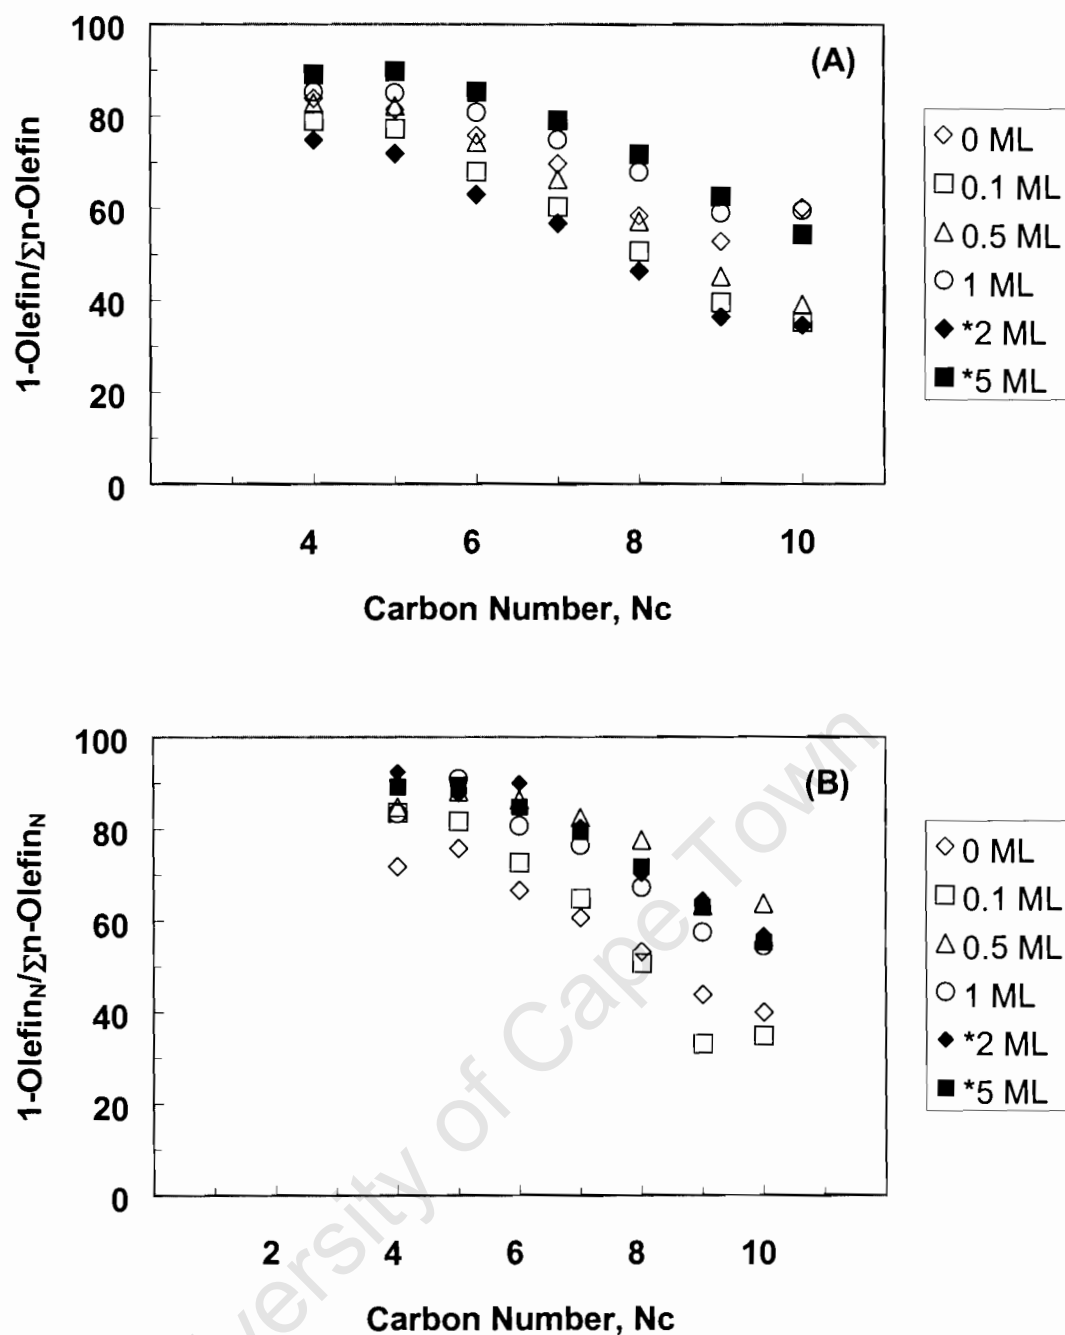 100
(A)
80
60
40
20
0
1-Olefin/Σn-Olefin
4 6 8 10
Carbon Number, Nc
0 ML
0.1 ML
0.5 ML
1 ML
*2 ML
*5 ML
100
(B)
80
60
40
20
0
1-Olefin_N/Σn-Olefin_N
2 4 6 8 10
Carbon Number, Nc
0 ML
0.1 ML
0.5 ML
1 ML
*2 ML
*5 ML
versity of Cape Town